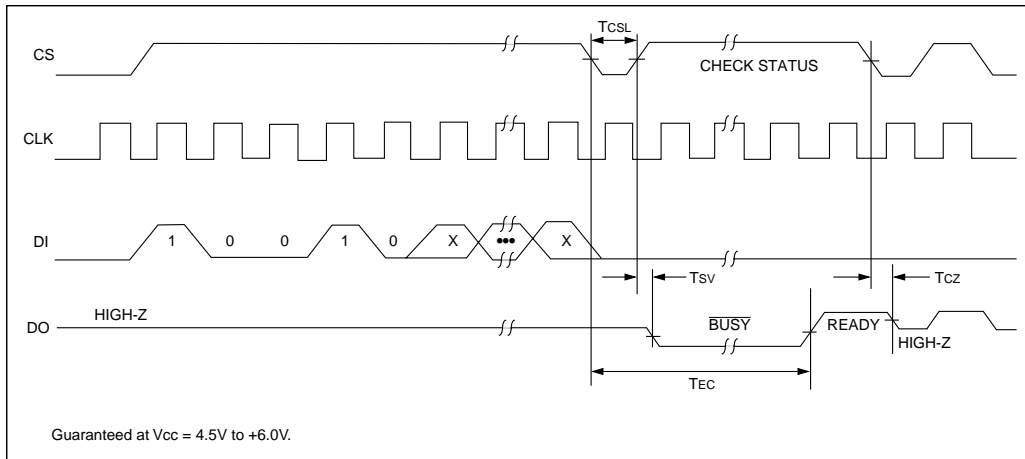 TCSL
CS
CHECK STATUS
CLK
DI
1 0 0 1 0 X ••• X
TSV
TCZ
HIGH-Z
DO
BUSY
READY
HIGH-Z
TEC
Guaranteed at Vcc = 4.5V to +6.0V.